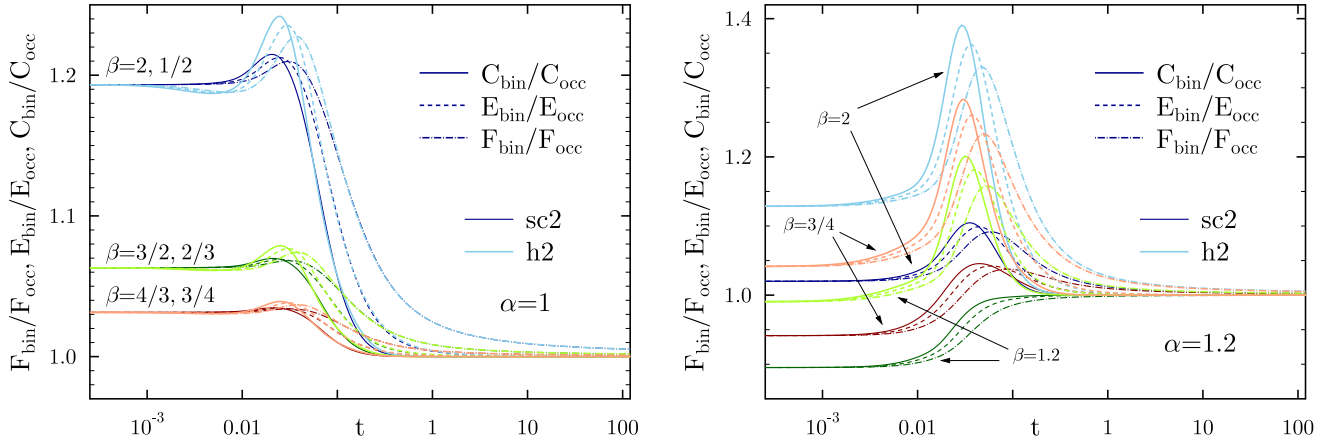 F_bin/F_occ, E_bin/E_occ, C_bin/C_occ
1.2
1.1
1.0
β=2, 1/2
β=3/2, 2/3
β=4/3, 3/4
C_bin/C_occ
E_bin/E_occ
F_bin/F_occ
sc2
h2
α=1
10^-3
0.01
t
1
10
100
F_bin/F_occ, E_bin/E_occ, C_bin/C_occ
1.4
1.2
1.0
β=2
β=3/4
β=1.2
C_bin/C_occ
E_bin/E_occ
F_bin/F_occ
sc2
h2
α=1.2
10^-3
0.01
t
1
10
100